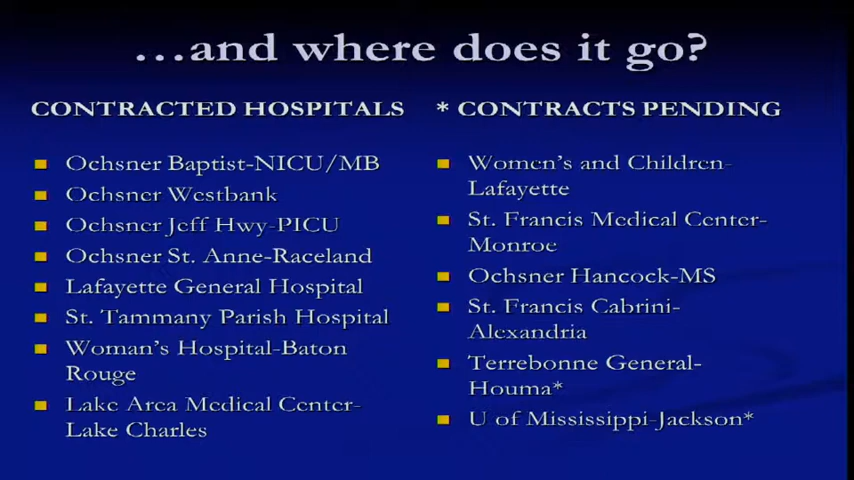 …and where does it go?
CONTRACTED HOSPITALS
Ochsner Baptist-NICU/MB
Ochsner Westbank
Ochsner Jeff Hwy-PICU
Ochsner St. Anne-Raceland
Lafayette General Hospital
St. Tammany Parish Hospital
Woman's Hospital-Baton
Rouge
Lake Area Medical Center-
Lake Charles
* CONTRACTS PENDING
Women's and Children-
Lafayette
St. Francis Medical Center-
Monroe
Ochsner Hancock-MS
St. Francis Cabrini-
Alexandria
Terrebonne General-
Houma*
U of Mississippi-Jackson*